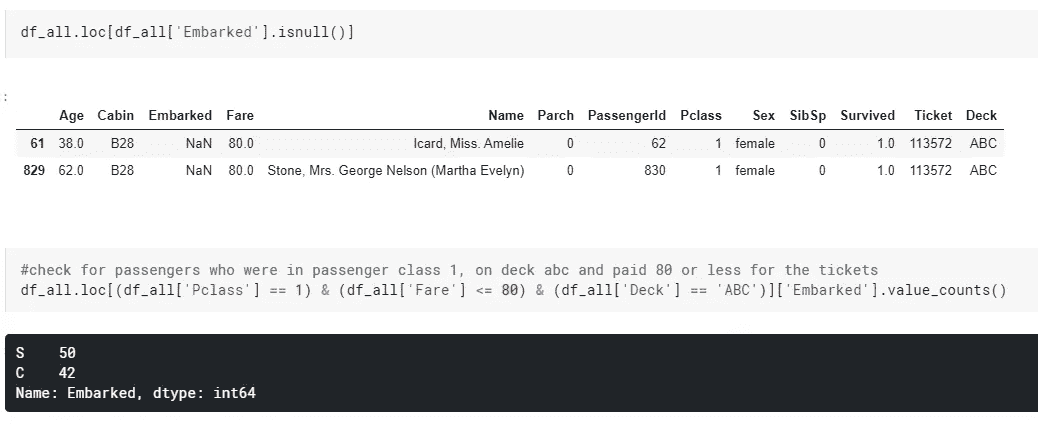 df_all.loc[df_all['Embarked'].isnull()]
:
Age Cabin Embarked Fare Name Parch PassengerId Pclass Sex SibSp Survived Ticket Deck
61 38.0 B28 NaN 80.0 Icard, Miss. Amelie 0 62 1 female 0 1.0 113572 ABC
829 62.0 B28 NaN 80.0 Stone, Mrs. George Nelson (Martha Evelyn) 0 830 1 female 0 1.0 113572 ABC
#check for passengers who were in passenger class 1, on deck abc and paid 80 or less for the tickets
df_all.loc[(df_all['Pclass'] == 1) & (df_all['Fare'] <= 80) & (df_all['Deck'] == 'ABC')]['Embarked'].value_counts()
S 50
C 42
Name: Embarked, dtype: int64